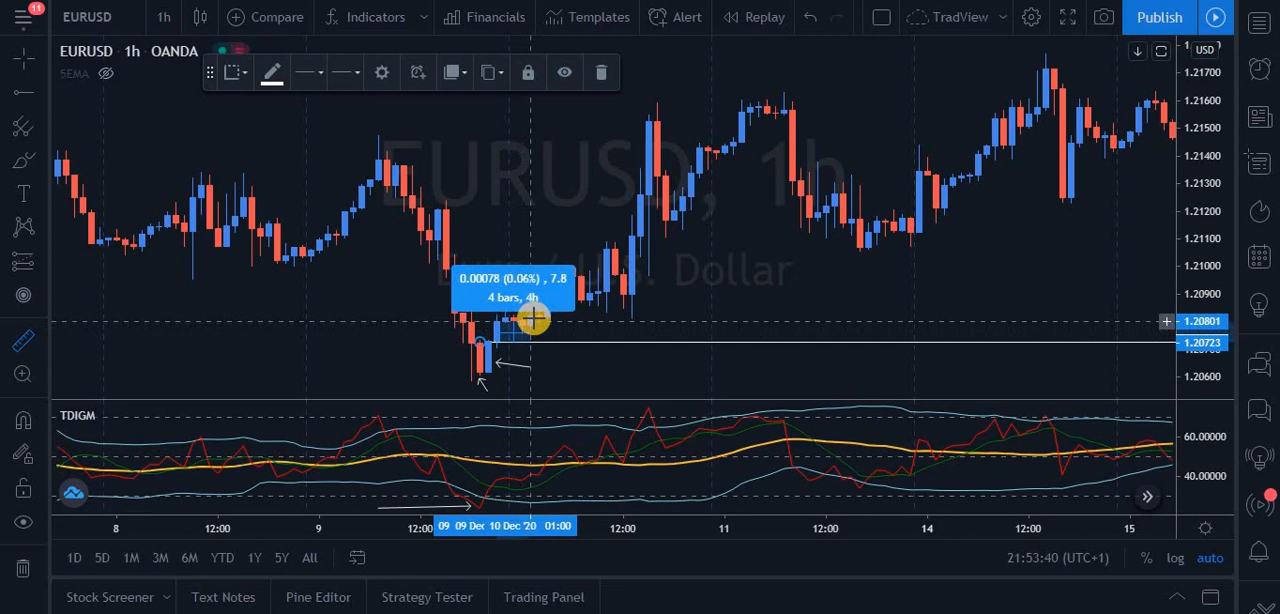 11
EURUSD
1h
Compare
Indicators
Financials
Templates
Alert
Replay
TradView
Publish
EURUSD 1h OANDA
5EMA
USD
EURUSD, 1h
Euro / U.S. Dollar
1.21700
1.21600
1.21500
1.21400
1.21300
1.21200
1.21100
1.21000
1.20900
1.20801
1.20723
1.20600
0.00078 (0.06%) , 7.8
4 bars, 4h
TDIGM
60.00000
40.00000
8
12:00
9
12:00
09 09 Dec 10 Dec '20 01:00
12:00
11
12:00
14
12:00
15
1D 5D 1M 3M 6M YTD 1Y 5Y All
21:53:40 (UTC+1)
% log auto
Stock Screener
Text Notes
Pine Editor
Strategy Tester
Trading Panel